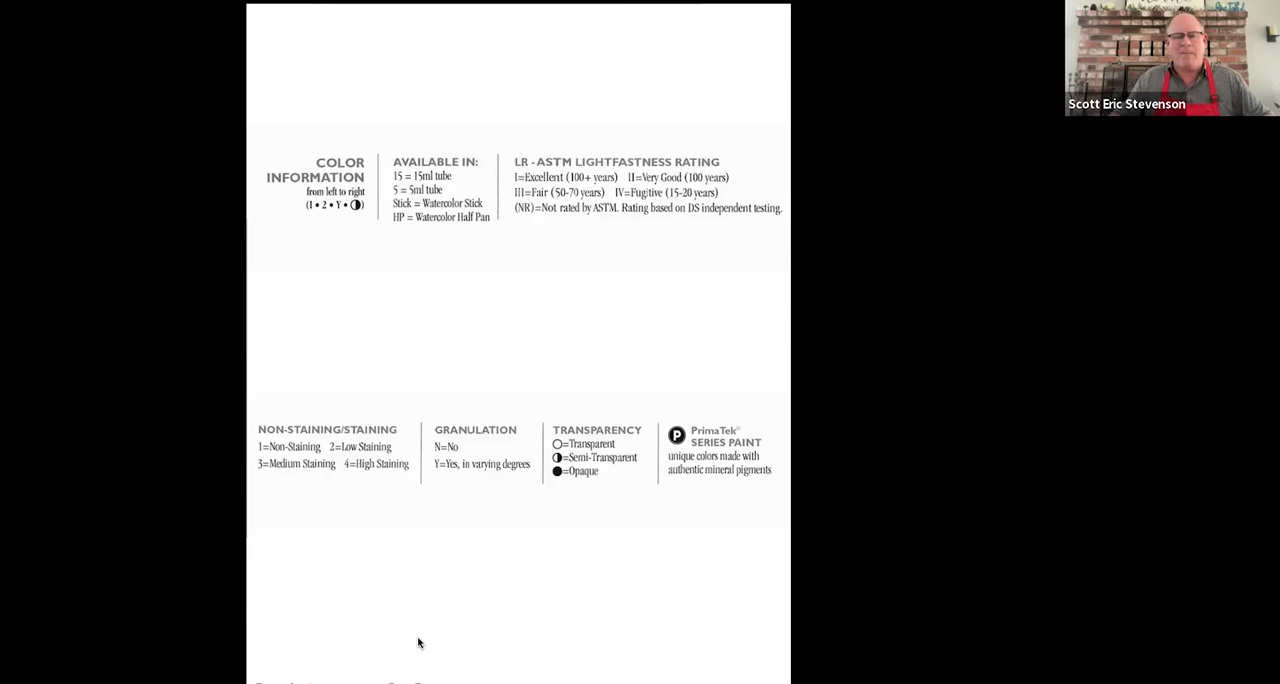 COLOR
INFORMATION
from left to right
(I • 2 • Y • ◑)
AVAILABLE IN:
15 = 15ml tube
5 = 5ml tube
Stick = Watercolor Stick
HP = Watercolor Half Pan
LR - ASTM LIGHTFASTNESS RATING
I=Excellent (100+ years) II=Very Good (100 years)
III=Fair (50-70 years) IV=Fugitive (15-20 years)
(NR)=Not rated by ASTM. Rating based on DS independent testing.
Scott Eric Stevenson
NON-STAINING/STAINING
1=Non-Staining 2=Low Staining
3=Medium Staining 4=High Staining
GRANULATION
N=No
Y=Yes, in varying degrees
TRANSPARENCY
○=Transparent
◑=Semi-Transparent
●=Opaque
P PrimaTek®
SERIES PAINT
unique colors made with
authentic mineral pigments